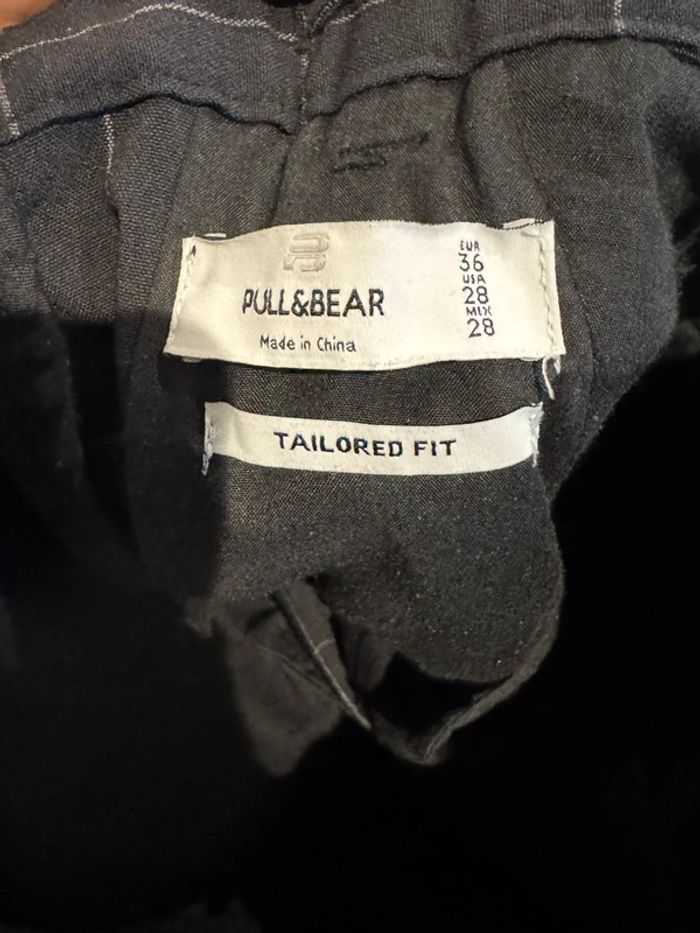 PULL&BEAR
Made in China
EUR
36
USA
28
MEX
28
TAILORED FIT